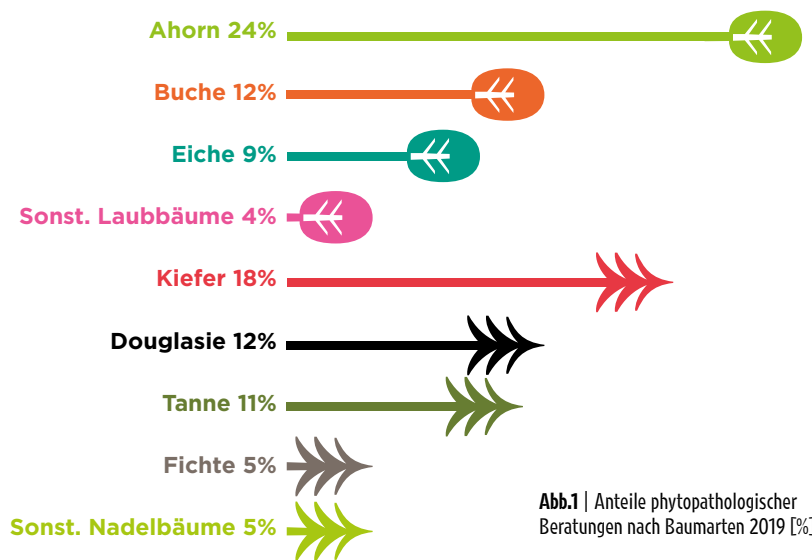 Ahorn 24%
Buche 12%
Eiche 9%
Sonst. Laubbäume 4%
Kiefer 18%
Douglasie 12%
Tanne 11%
Fichte 5%
Sonst. Nadelbäume 5%
Abb.1 | Anteile phytopathologischer
Beratungen nach Baumarten 2019 [%]